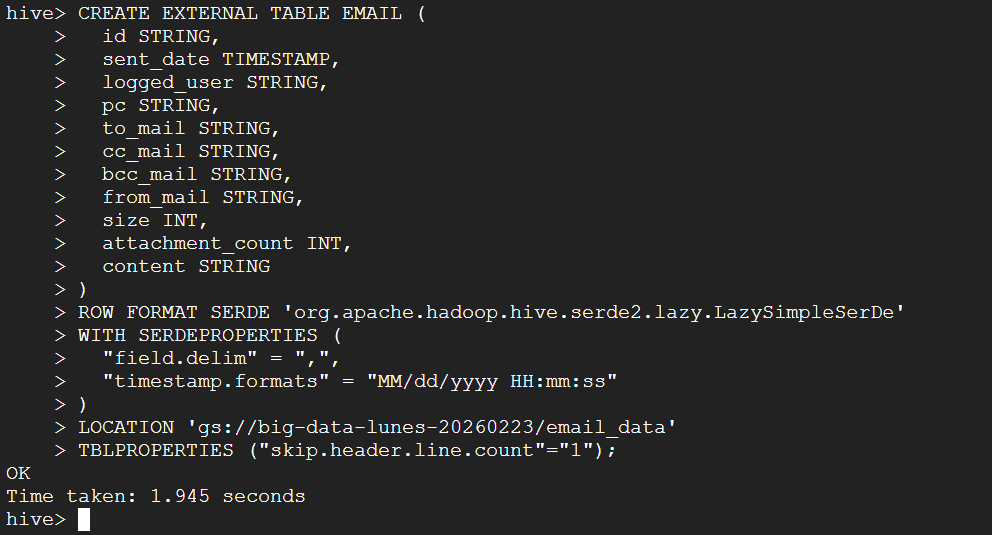 hive> CREATE EXTERNAL TABLE EMAIL (
    >   id STRING,
    >   sent_date TIMESTAMP,
    >   logged_user STRING,
    >   pc STRING,
    >   to_mail STRING,
    >   cc_mail STRING,
    >   bcc_mail STRING,
    >   from_mail STRING,
    >   size INT,
    >   attachment_count INT,
    >   content STRING
    > )
    > ROW FORMAT SERDE 'org.apache.hadoop.hive.serde2.lazy.LazySimpleSerDe'
    > WITH SERDEPROPERTIES (
    >   "field.delim" = ",",
    >   "timestamp.formats" = "MM/dd/yyyy HH:mm:ss"
    > )
    > LOCATION 'gs://big-data-lunes-20260223/email_data'
    > TBLPROPERTIES ("skip.header.line.count"="1");
OK
Time taken: 1.945 seconds
hive>